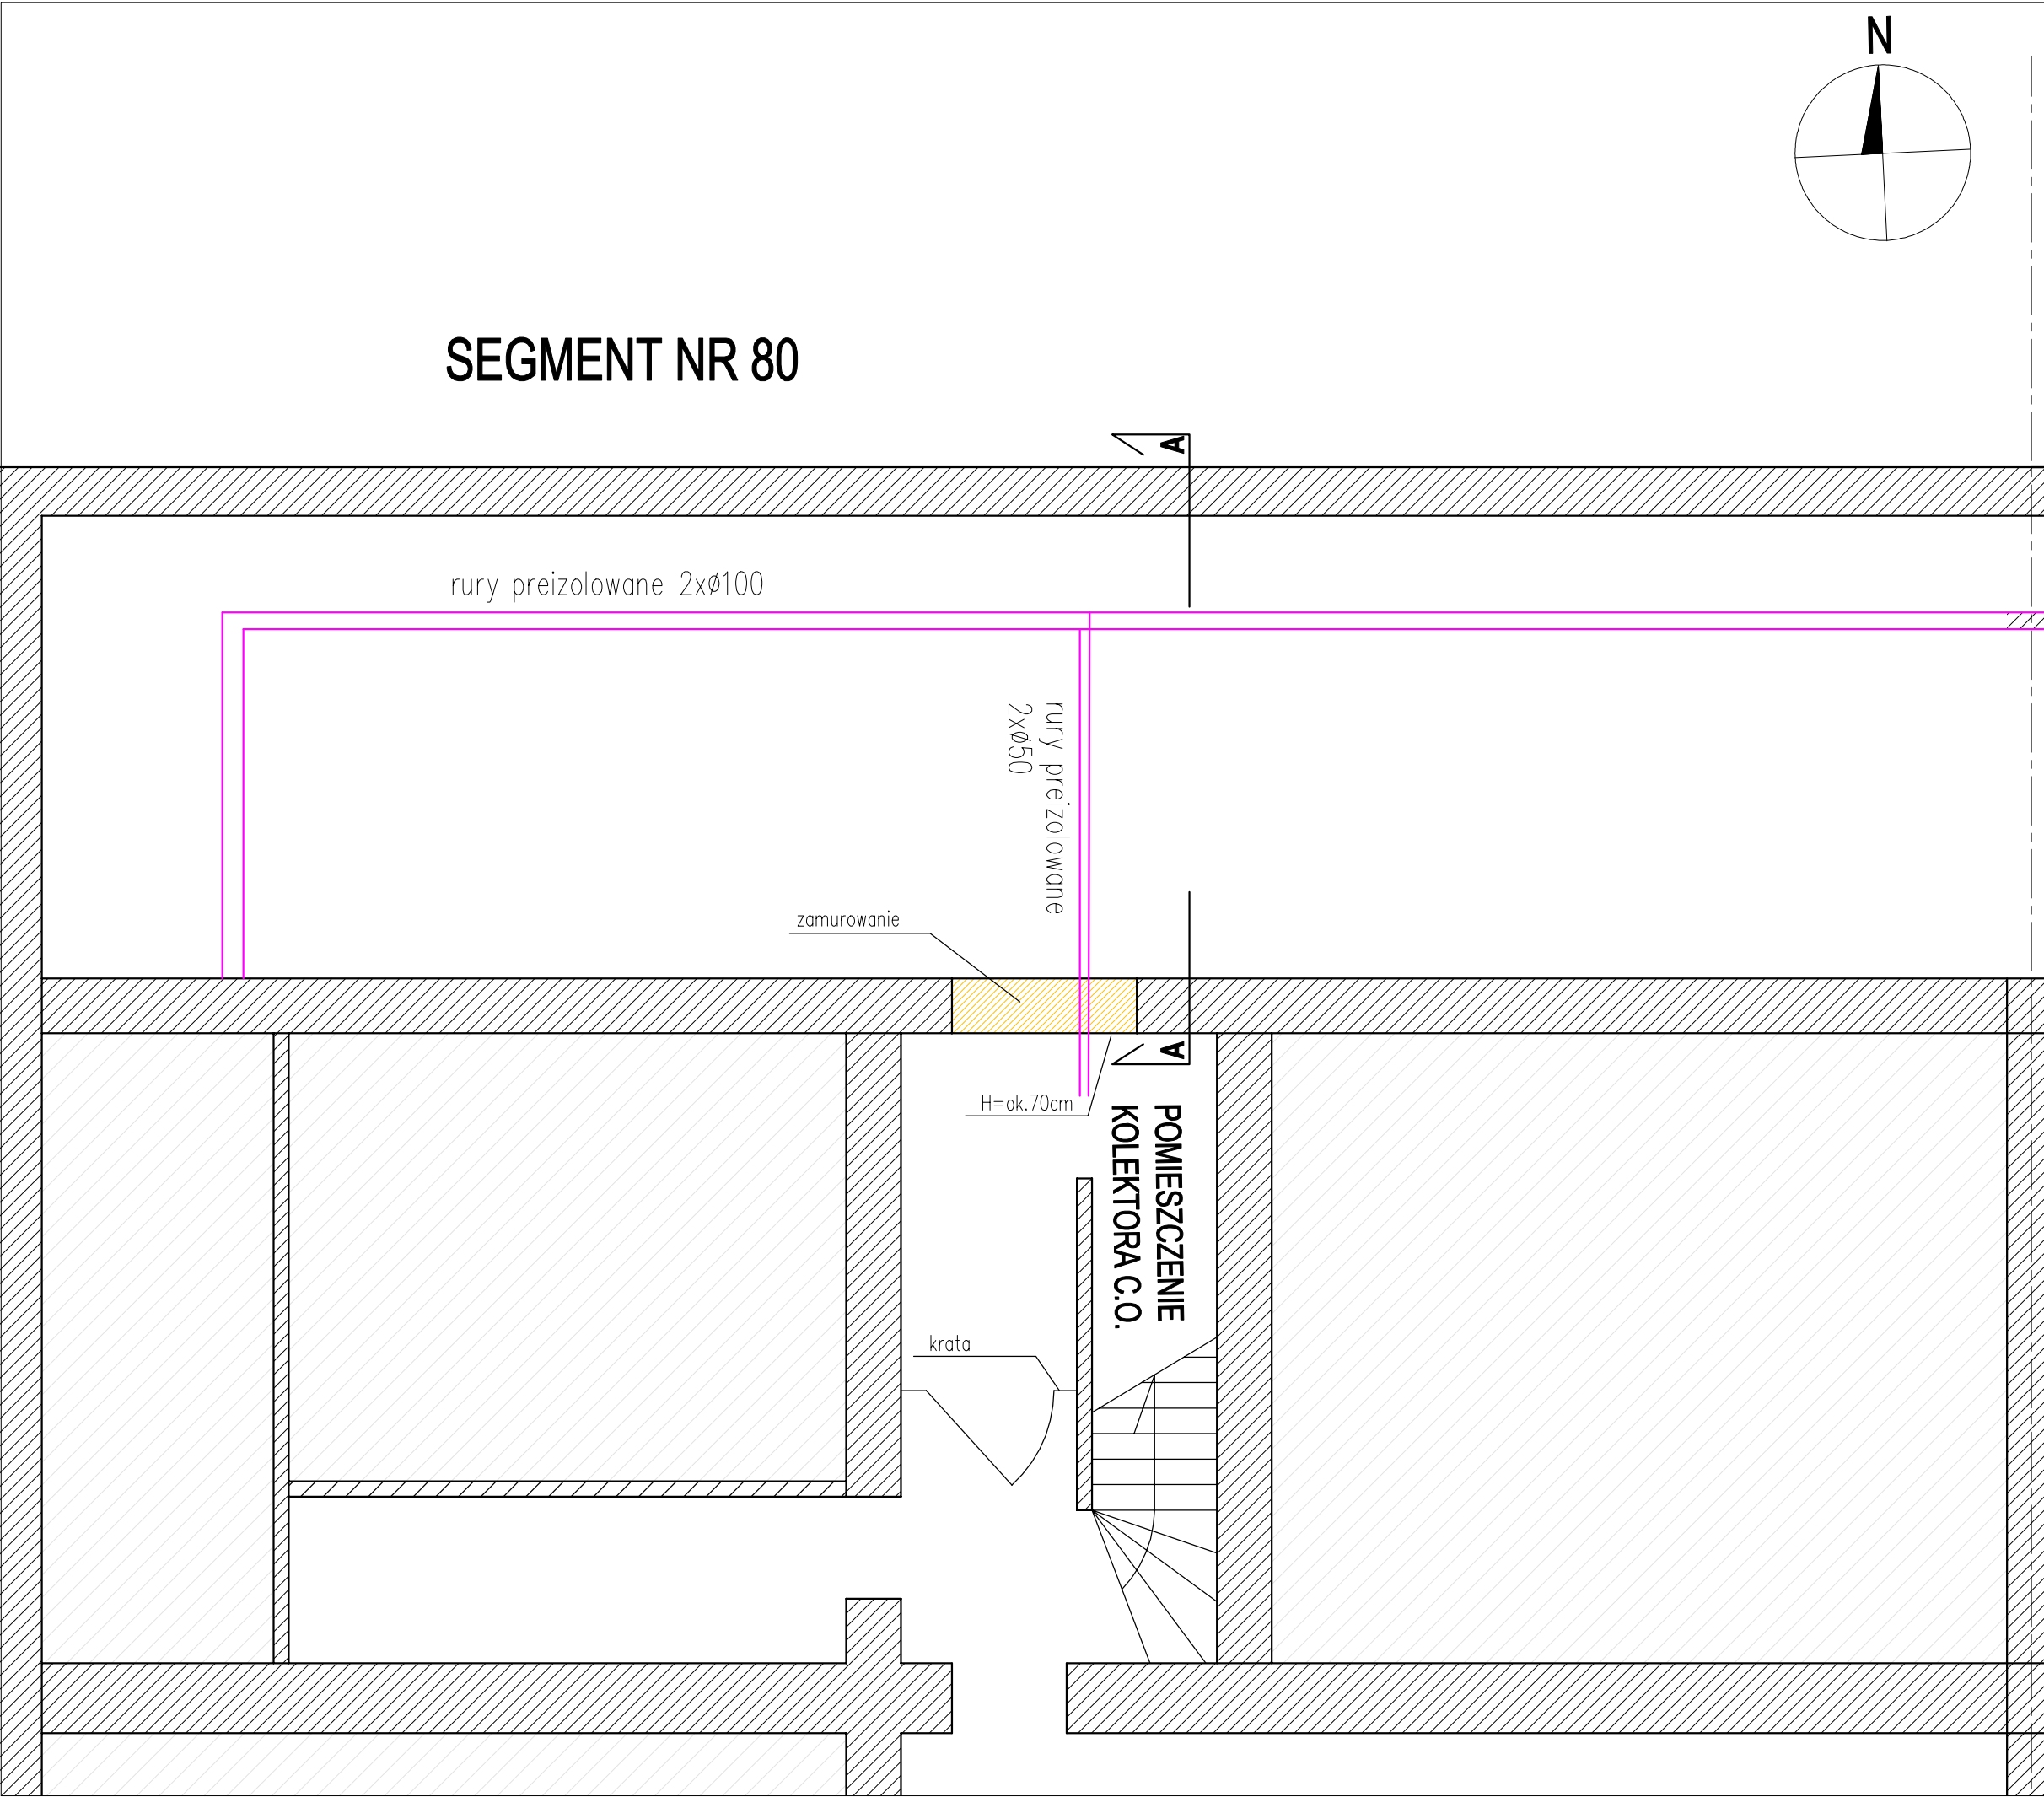 N
SEGMENT NR 80
A
rury preizolowane 2xø100
rury preizolowane
2xø50
zamurowanie
A
H=ok.70cm
POMIESZCZENIE
KOLEKTORA C.O.
krata